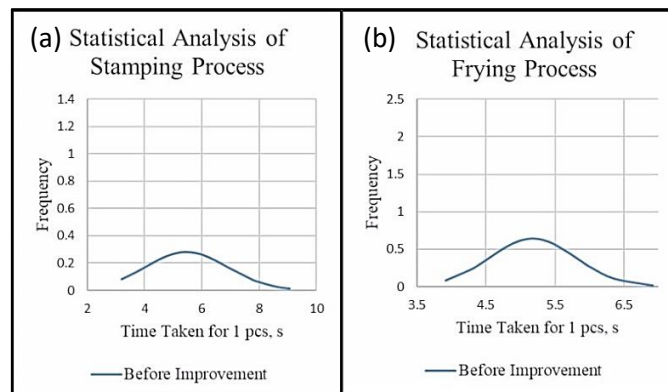 (a) Statistical Analysis of
Stamping Process
1.4
1.2
1
0.8
0.6
0.4
0.2
0
Frequency
2 4 6 8 10
Time Taken for 1 pcs, s
Before Improvement
(b) Statistical Analysis of
Frying Process
2.5
2
1.5
1
0.5
0
Frequency
3.5 4.5 5.5 6.5
Time Taken for 1 pcs, s
Before Improvement